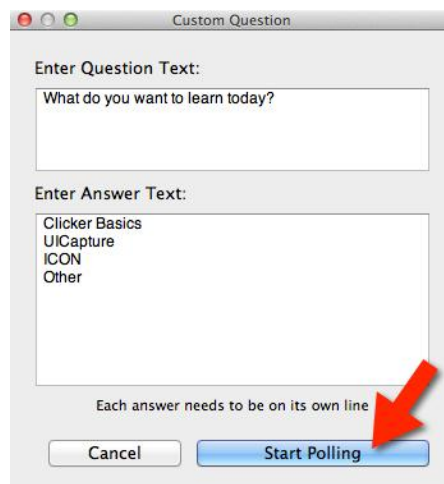 Custom Question
Enter Question Text:
What do you want to learn today?
Enter Answer Text:
Clicker Basics
UICapture
ICON
Other
Each answer needs to be on its own line
Cancel
Start Polling